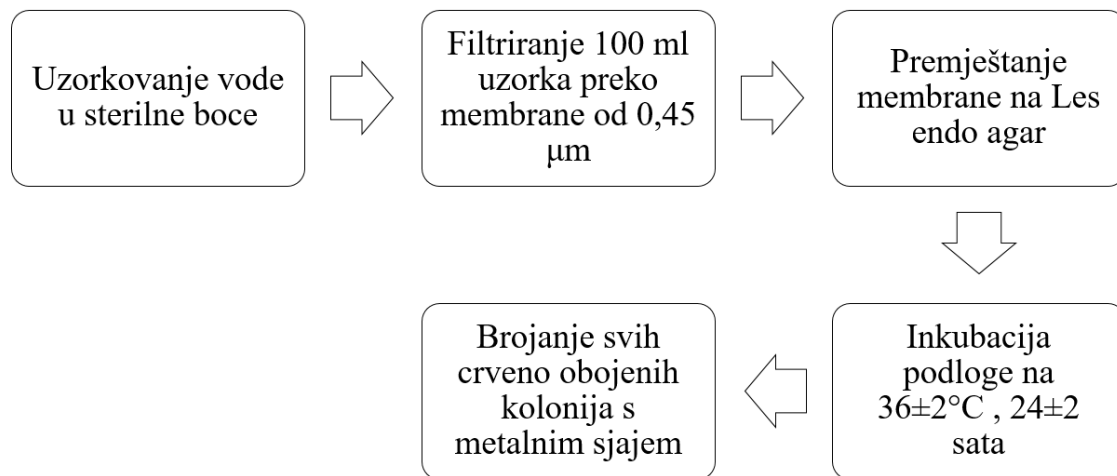 Uzorkovanje vode
u sterilne boce
Filtriranje 100 ml
uzorka preko
membrane od 0,45
μm
Premještanje
membrane na Les
endo agar
Inkubacija
podloge na
36±2°C , 24±2
sata
Brojanje svih
crveno obojenih
kolonija s
metalnim sjajem